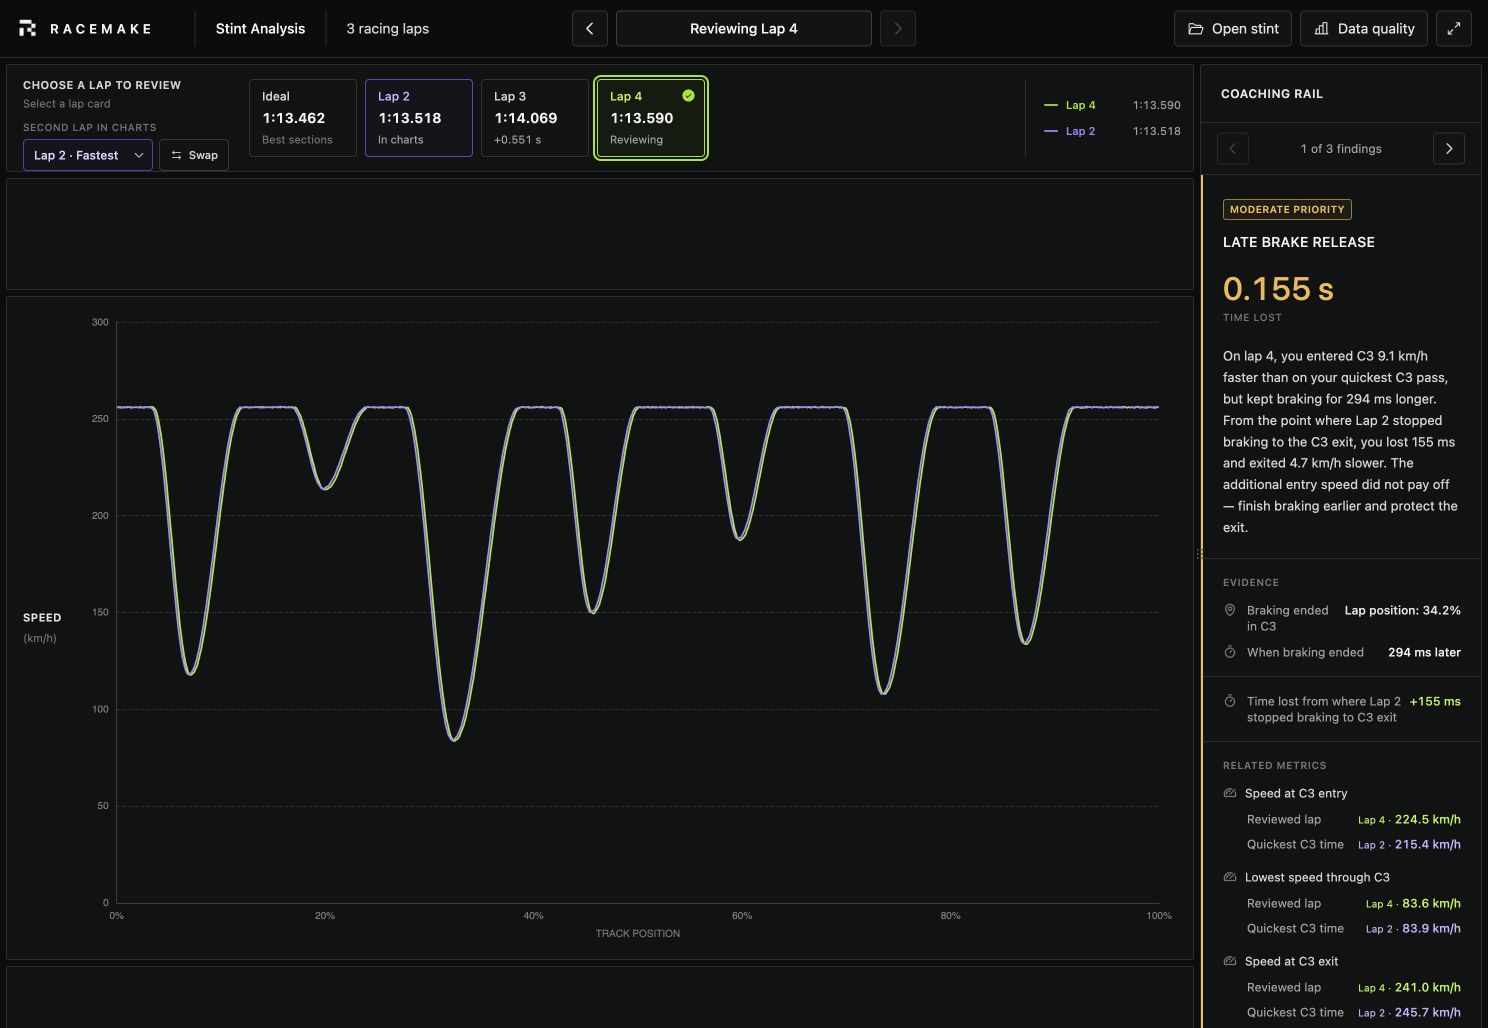 RACEMAKE
Stint Analysis
3 racing laps
Reviewing Lap 4
Open stint
Data quality
CHOOSE A LAP TO REVIEW
Select a lap card
SECOND LAP IN CHARTS
Lap 2 · Fastest
Swap
Ideal
1:13.462
Best sections
Lap 2
1:13.518
In charts
Lap 3
1:14.069
+0.551 s
Lap 4
1:13.590
Reviewing
Lap 4 1:13.590
Lap 2 1:13.518
300
250
200
150
100
50
0
SPEED
(km/h)
0% 20% 40% 60% 80% 100%
TRACK POSITION
COACHING RAIL
1 of 3 findings
MODERATE PRIORITY
LATE BRAKE RELEASE
0.155 s
TIME LOST
On lap 4, you entered C3 9.1 km/h
faster than on your quickest C3 pass,
but kept braking for 294 ms longer.
From the point where Lap 2 stopped
braking to the C3 exit, you lost 155 ms
and exited 4.7 km/h slower. The
additional entry speed did not pay off
— finish braking earlier and protect the
exit.
EVIDENCE
Braking ended Lap position: 34.2%
in C3
When braking ended 294 ms later
Time lost from where Lap 2 +155 ms
stopped braking to C3 exit
RELATED METRICS
Speed at C3 entry
Reviewed lap Lap 4 · 224.5 km/h
Quickest C3 time Lap 2 · 215.4 km/h
Lowest speed through C3
Reviewed lap Lap 4 · 83.6 km/h
Quickest C3 time Lap 2 · 83.9 km/h
Speed at C3 exit
Reviewed lap Lap 4 · 241.0 km/h
Quickest C3 time Lap 2 · 245.7 km/h